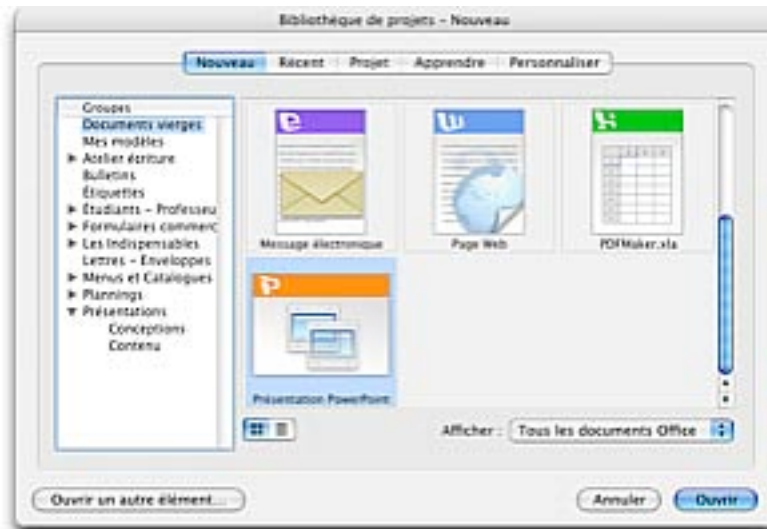 Bibliothèque de projets – Nouveau
Nouveau Récent Projet Apprendre Personnaliser
Groupes
Documents vierges
Mes modèles
Atelier écriture
Bulletins
Étiquettes
Étudiants – Professeu
Formulaires commerc
Les Indispensables
Lettres – Enveloppes
Menus et Catalogues
Plannings
Présentations
Conceptions
Contenu
Message électronique
Page Web
PDFMaker.xla
Présentation PowerPoint
Afficher : Tous les documents Office
Ouvrir un autre élément...
Annuler
Ouvrir